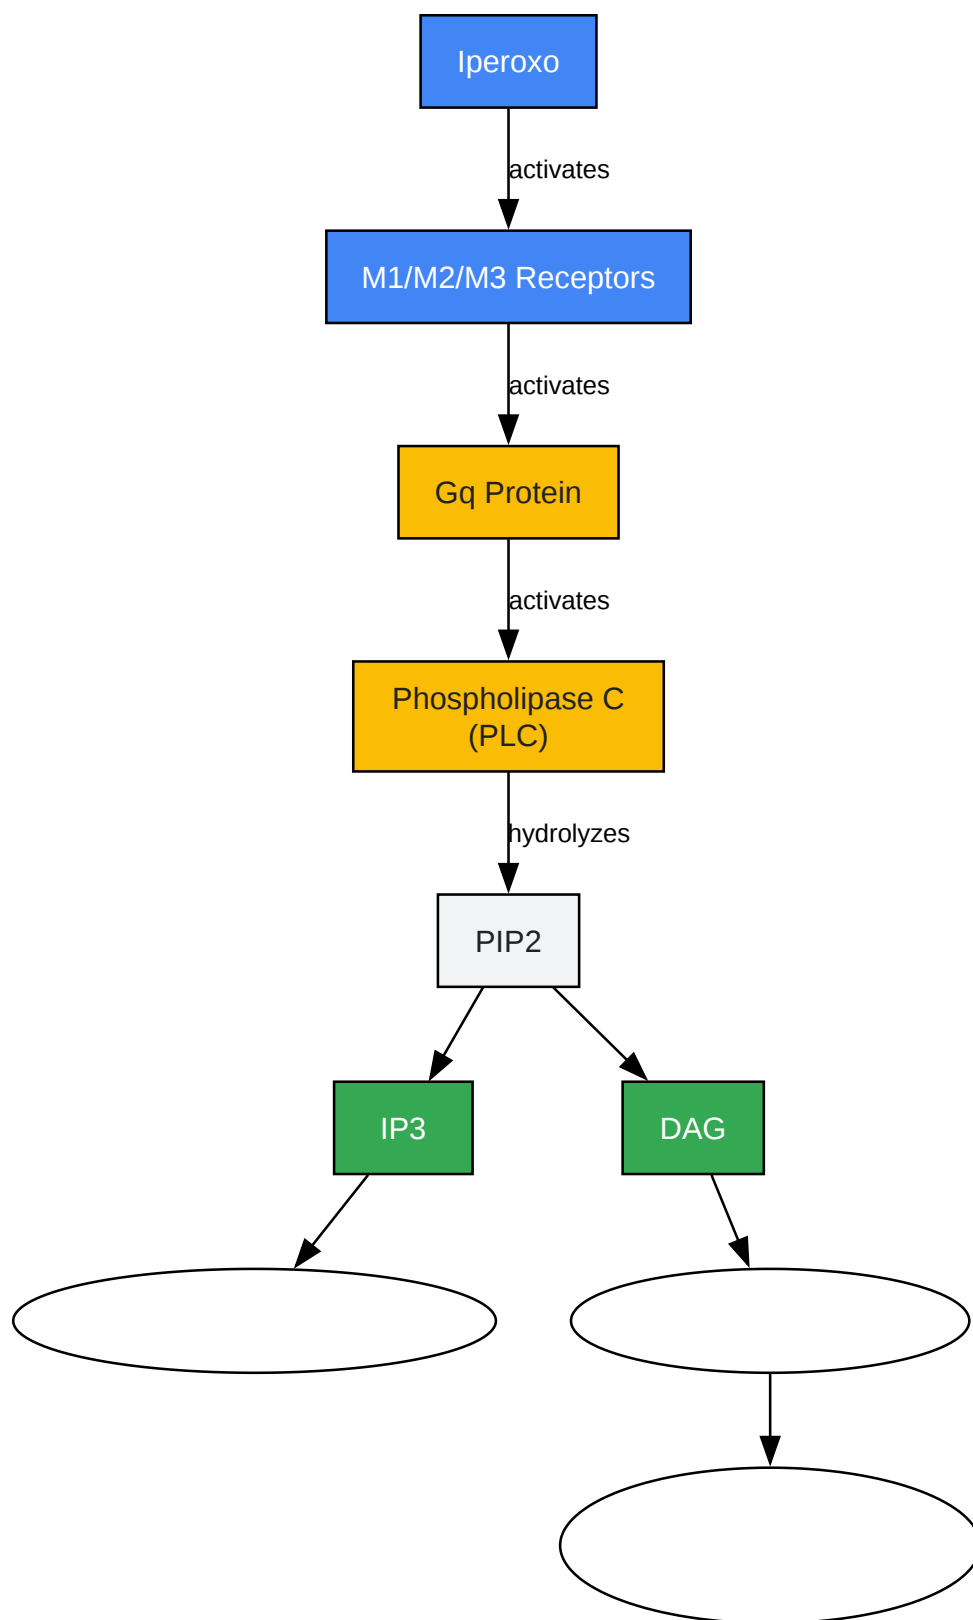 Iperoxo
activates
M1/M2/M3 Receptors
activates
Gq Protein
activates
Phospholipase C
(PLC)
hydrolyzes
PIP2
IP3
DAG